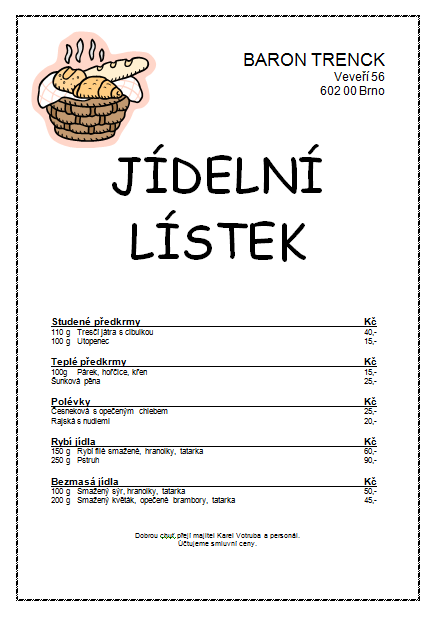 BARON TRENCK
Veveří 56
602 00 Brno
JÍDELNÍ
LÍSTEK
Studené předkrmy Kč
110 g Tresčí játra s cibulkou 40,-
100 g Utopenec 15,-
Teplé předkrmy Kč
100g Párek, hořčice, křen 15,-
Šunková pěna 25,-
Polévky Kč
Česneková s opečeným chlebem 25,-
Rajská s nudlemi 20,-
Rybí jídla Kč
150 g Rybí filé smažené, hranolky, tatarka 60,-
250 g Pstruh 90,-
Bezmasá jídla Kč
100 g Smažený sýr, hranolky, tatarka 50,-
200 g Smažený květák, opečené brambory, tatarka 45,-
Dobrou chuť přejí majitel Karel Votruba a personál.
Účtujeme smluvní ceny.